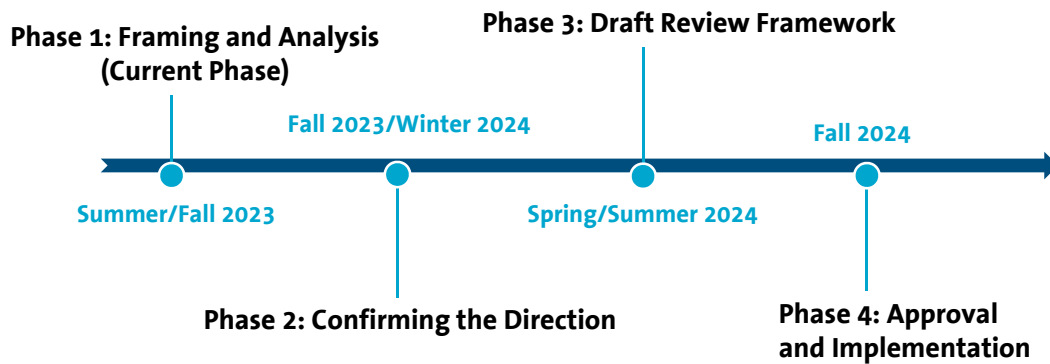 Phase 1: Framing and Analysis
(Current Phase)
Phase 3: Draft Review Framework
Fall 2023/Winter 2024
Fall 2024
Summer/Fall 2023
Spring/Summer 2024
Phase 2: Confirming the Direction
Phase 4: Approval
and Implementation